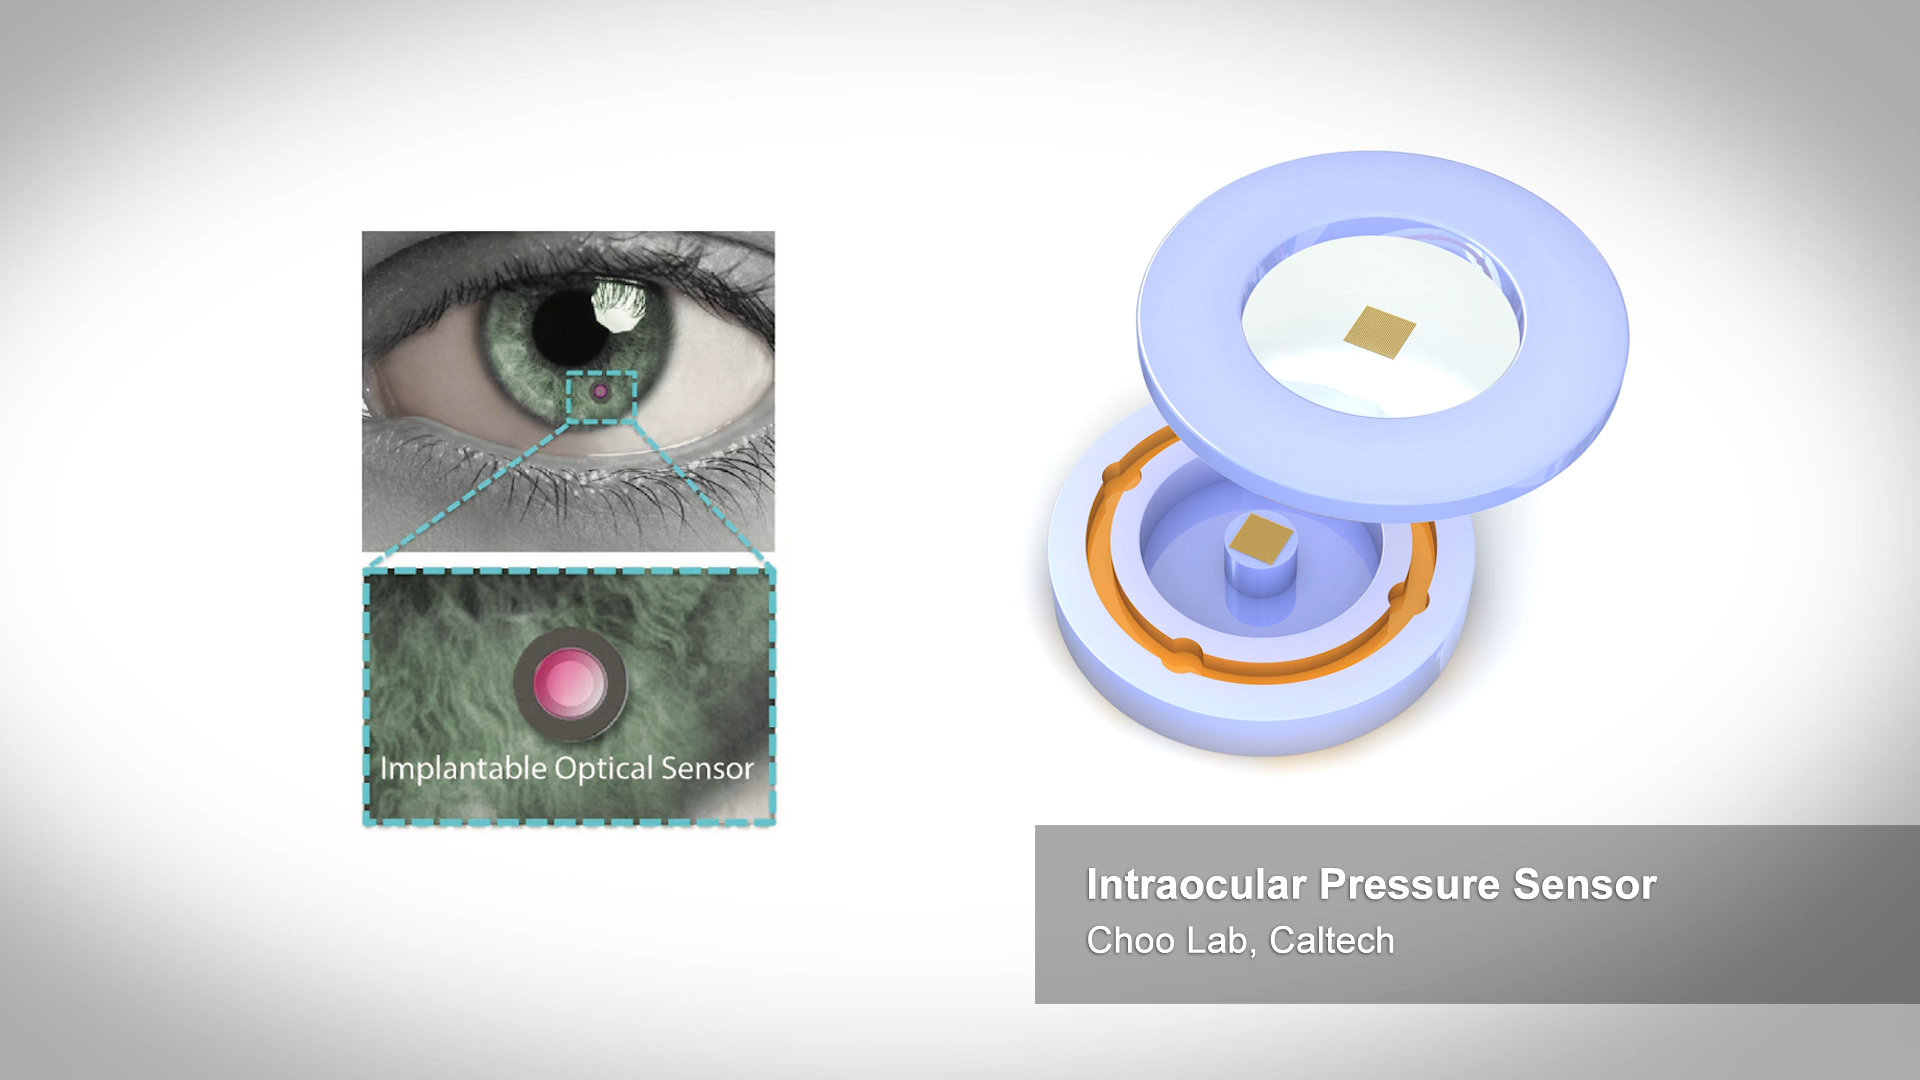 Implantable Optical Sensor
Intraocular Pressure Sensor
Choo Lab, Caltech